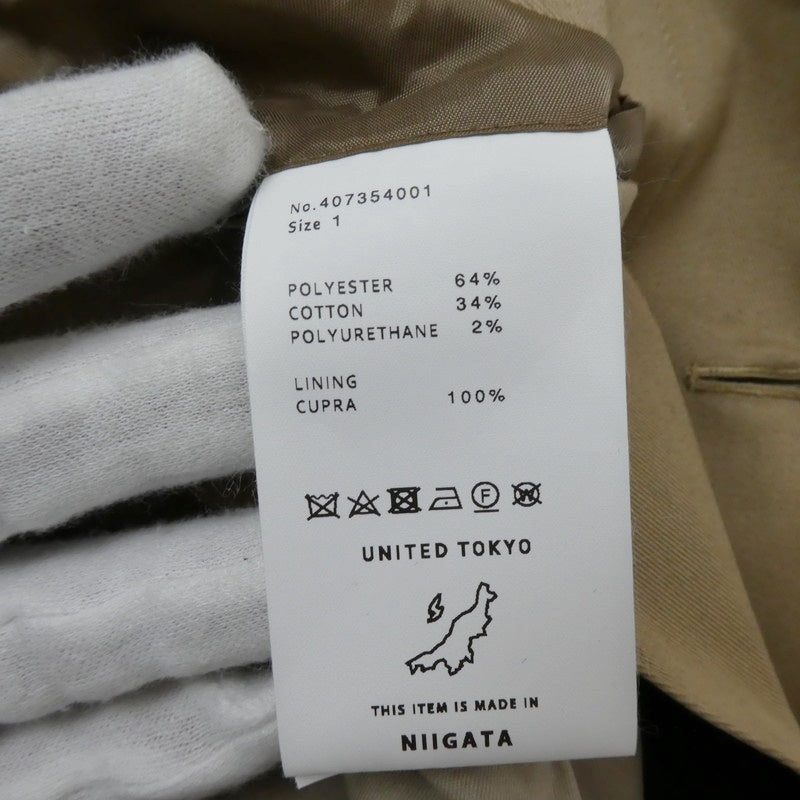 No.407354001
Size 1
POLYESTER 64%
COTTON 34%
POLYURETHANE 2%
LINING
CUPRA 100%
F W
UNITED TOKYO
THIS ITEM IS MADE IN
NIIGATA